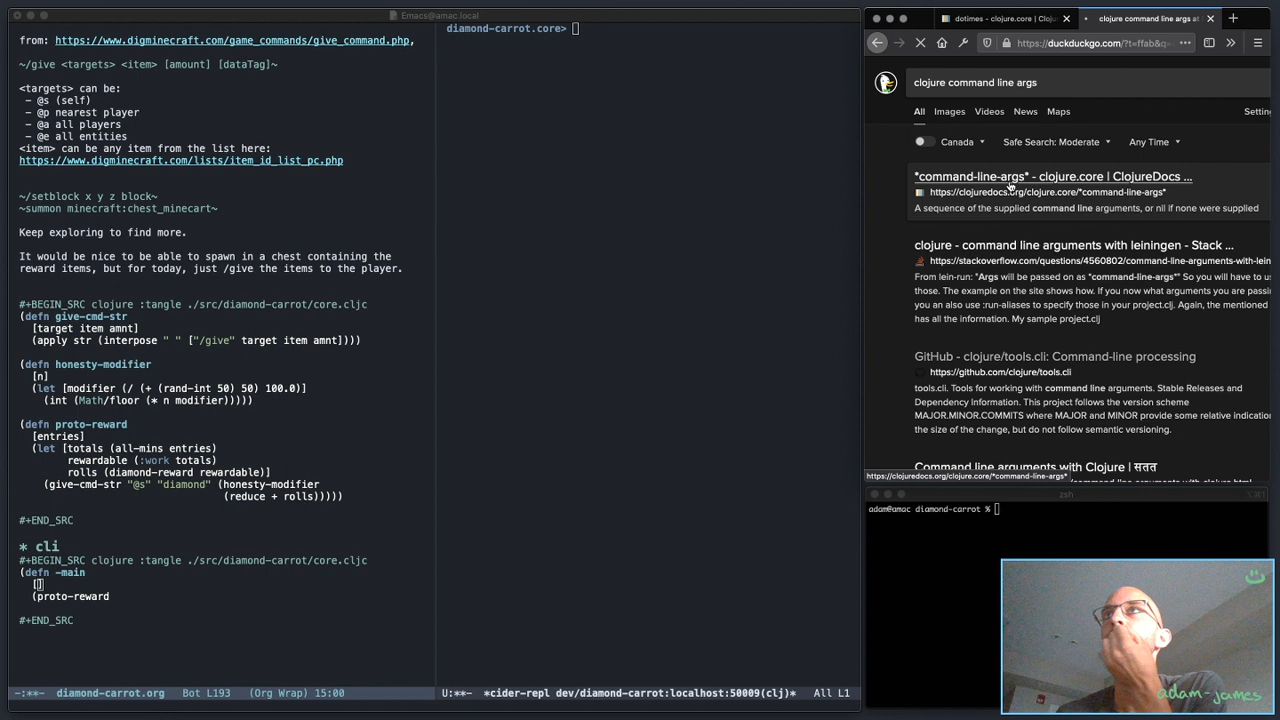 Emacs@amac.local
from: https://www.digminecraft.com/game_commands/give_command.php,
~/give <targets> <item> [amount] [dataTag]~
<targets> can be:
- @s (self)
- @p nearest player
- @a all players
- @e all entities
<item> can be any item from the list here:
https://www.digminecraft.com/lists/item_id_list_pc.php
~/setblock x y z block~
~summon minecraft:chest_minecart~
Keep exploring to find more.
It would be nice to be able to spawn in a chest containing the
reward items, but for today, just /give the items to the player.
#+BEGIN_SRC clojure :tangle ./src/diamond-carrot/core.cljc
(defn give-cmd-str
[target item amnt]
(apply str (interpose " " ["/give" target item amnt])))
(defn honesty-modifier
[n]
(let [modifier (/ (+ (rand-int 50) 50) 100.0)]
(int (Math/floor (* n modifier)))))
(defn proto-reward
[entries]
(let [totals (all-mins entries)
rewardable (:work totals)
rolls (diamond-reward rewardable)]
(give-cmd-str "@s" "diamond" (honesty-modifier
(reduce + rolls)))))
#+END_SRC
* cli
#+BEGIN_SRC clojure :tangle ./src/diamond-carrot/core.cljc
(defn -main
[]
(proto-reward
#+END_SRC
-:**- diamond-carrot.org Bot L193 (Org Wrap) 15:00
diamond-carrot.core>
U:**- *cider-repl dev/diamond-carrot:localhost:50009(clj)* All L1
dotimes - clojure.core | Cloj
clojure command line args at
https://duckduckgo.com/?t=ffab&q=
clojure command line args
All Images Videos News Maps Settin
Canada Safe Search: Moderate Any Time
*command-line-args* - clojure.core | ClojureDocs ...
https://clojuredocs.org/clojure.core/*command-line-args*
A sequence of the supplied command line arguments, or nil if none were supplied
clojure - command line arguments with leiningen - Stack ...
https://stackoverflow.com/questions/4560802/command-line-arguments-with-lein
From lein-run: "Args will be passed on as *command-line-args*" So you will have to us
those. The example on the site shows how. If you now what arguments you are passi
you an also use :run-aliases to specify those in your project.clj. Again, the mentioned
has all the information. My sample project.clj
GitHub - clojure/tools.cli: Command-line processing
https://github.com/clojure/tools.cli
tools.cli. Tools for working with command line arguments. Stable Releases and
Dependency Information. This project follows the version scheme
MAJOR.MINOR.COMMITS where MAJOR and MINOR provide some relative indicatio
the size of the change, but do not follow semantic versioning.
Command line arguments with Clojure | सतत
https://clojuredocs.org/clojure.core/*command-line-args*
zsh
adam@amac diamond-carrot %
adam-james